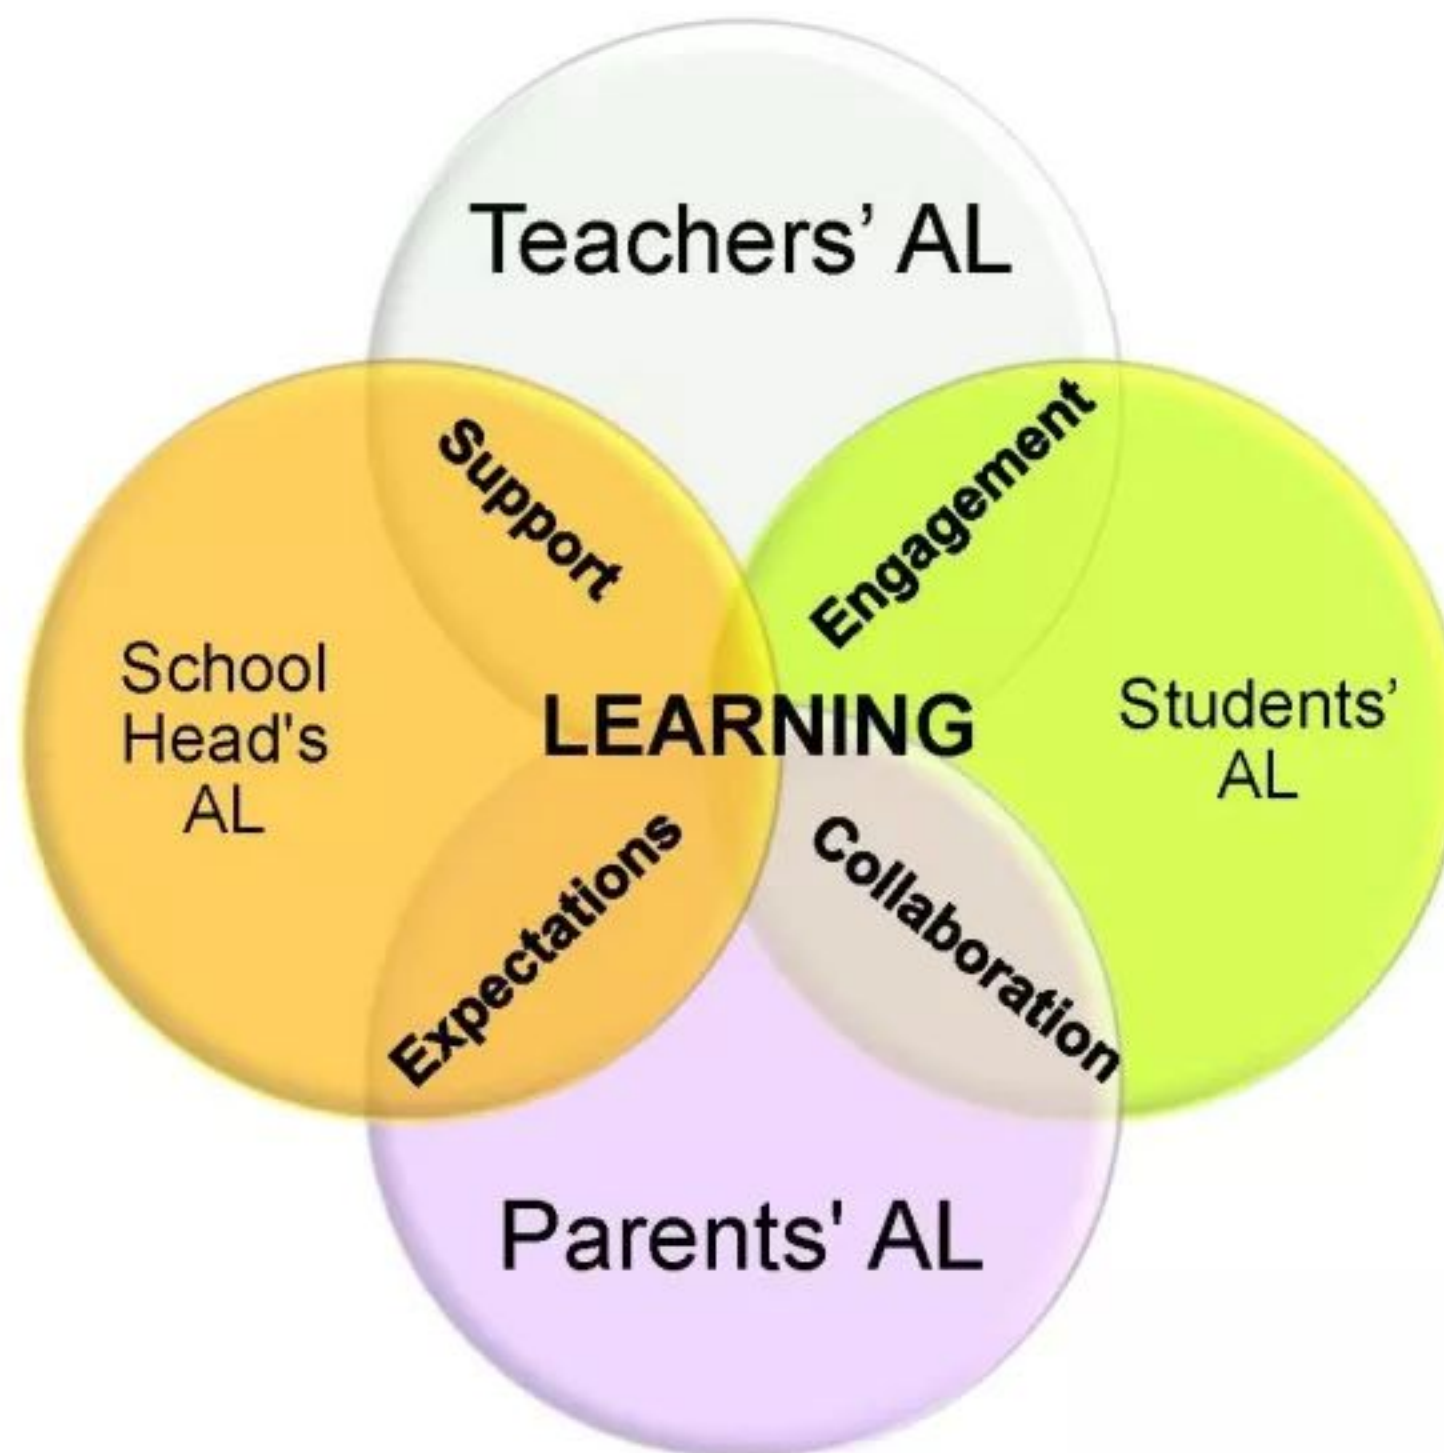 Teachers’ AL
Support
Engagement
School
Head's
AL
LEARNING
Students’
AL
Expectations
Collaboration
Parents' AL